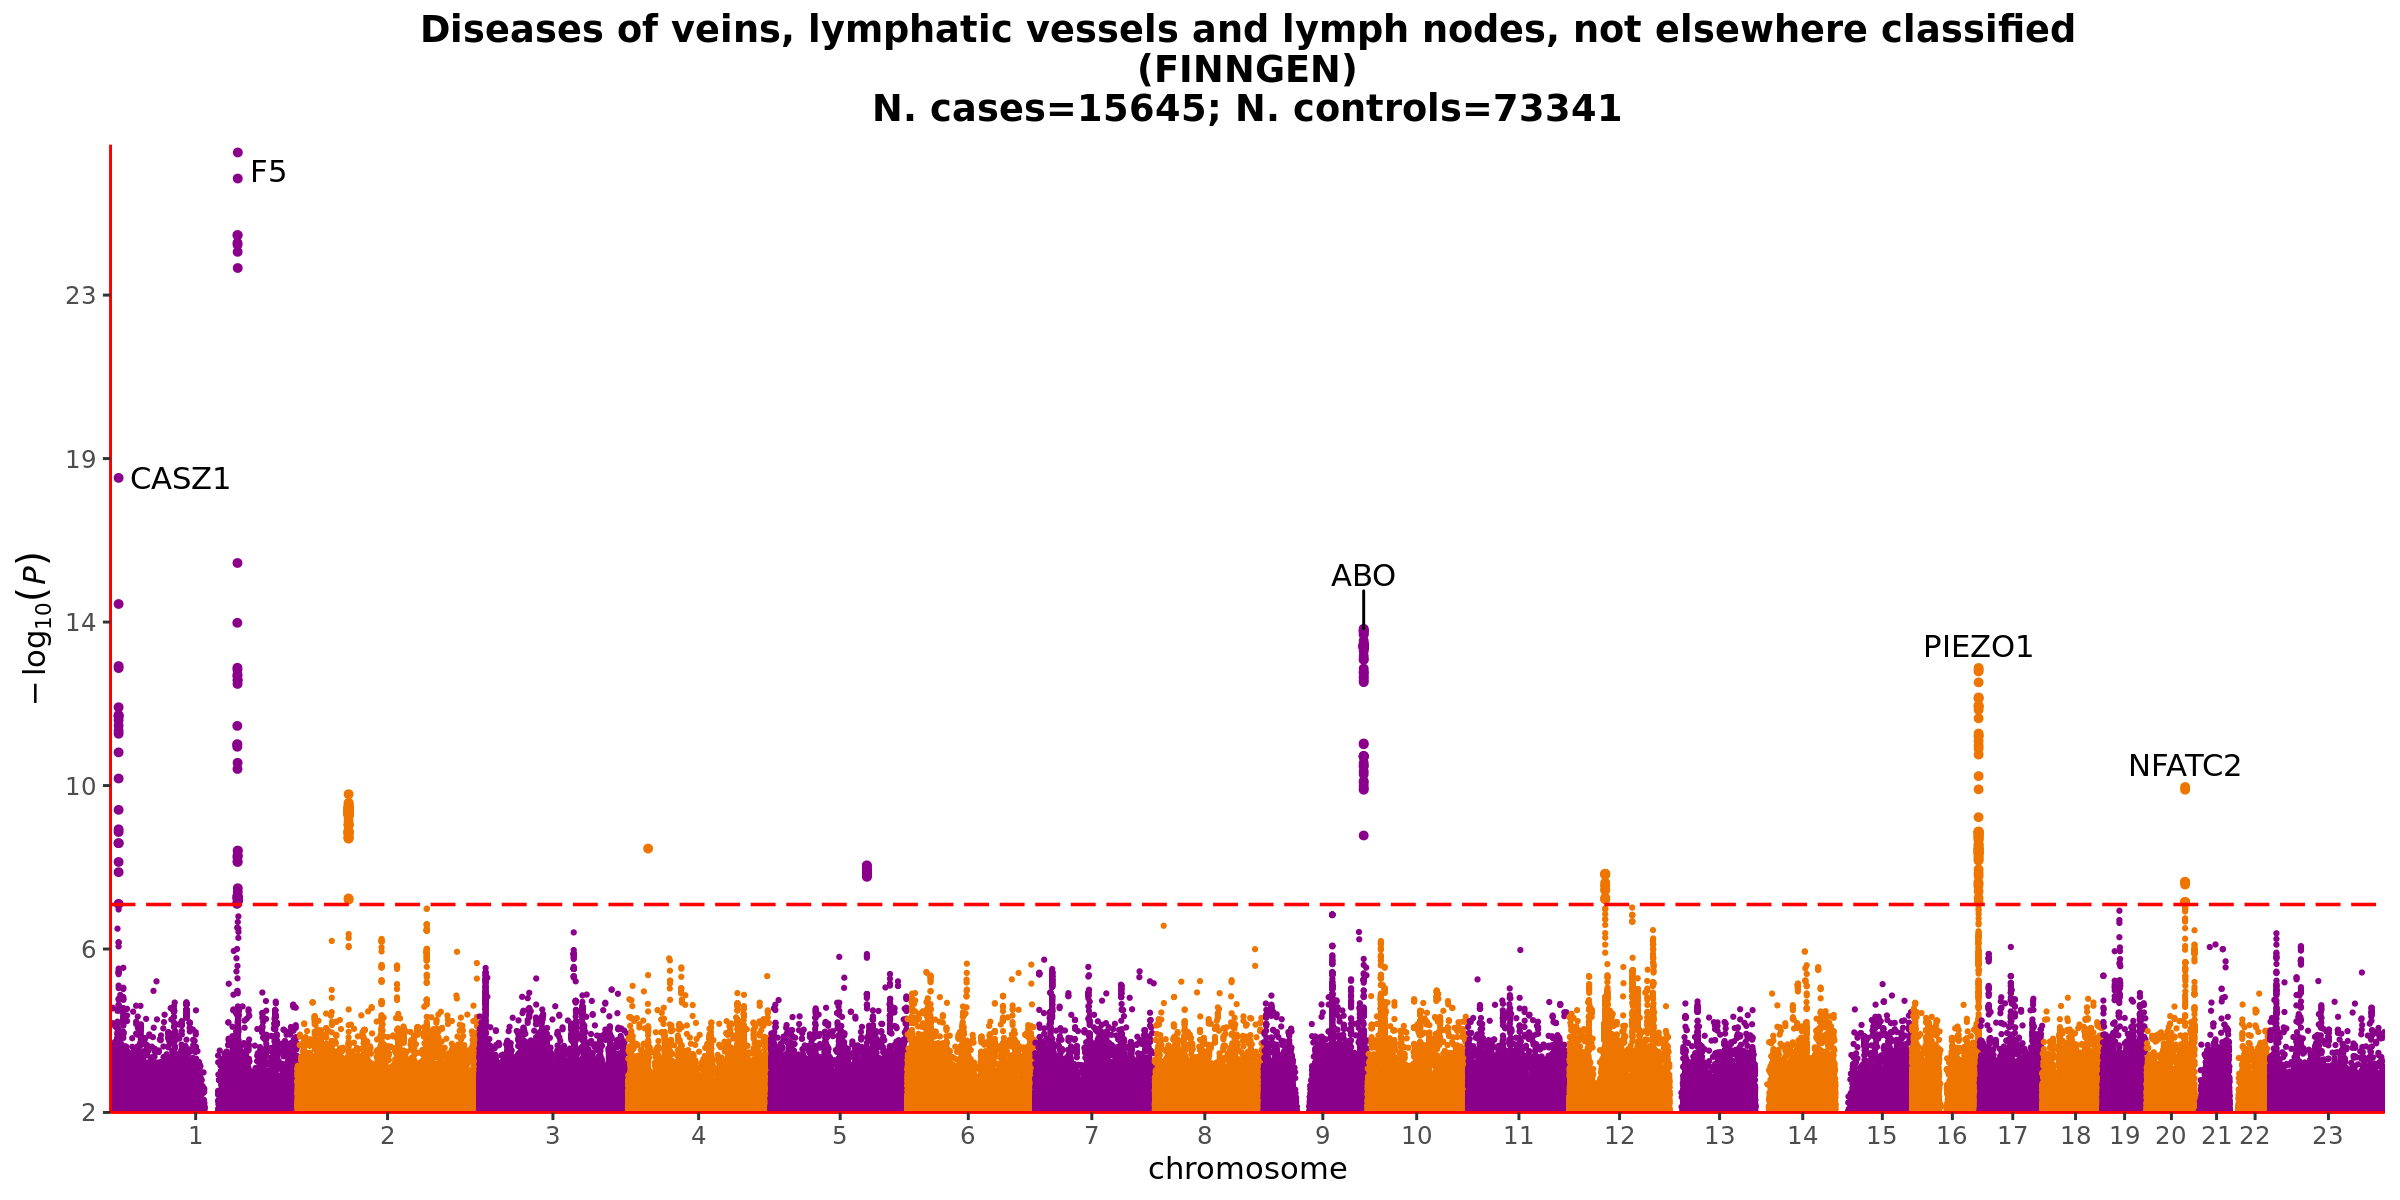 Diseases of veins, lymphatic vessels and lymph nodes, not elsewhere classified
(FINNGEN)
N. cases=15645; N. controls=73341
F5
23
19
CASZ1
ABO
14
PIEZO1
NFATC2
10
6
2
−log10(P)
1 2 3 4 5 6 7 8 9 10 11 12 13 14 15 16 17 18 19 20 21 22 23
chromosome